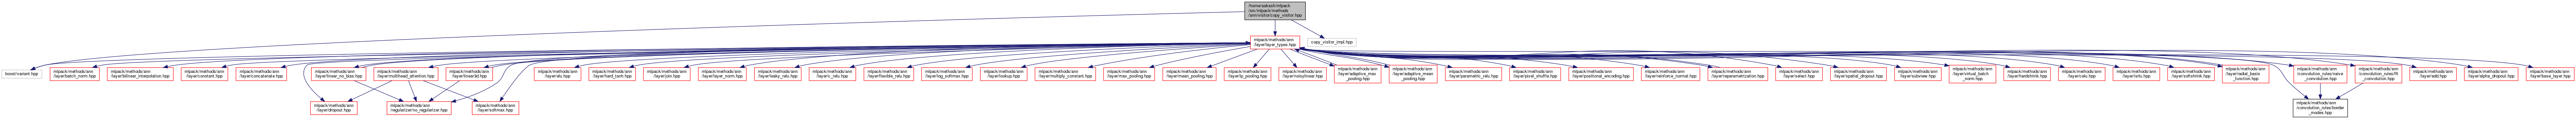 /home/aakash/mlpack
/src/mlpack/methods
/ann/visitor/copy_visitor.hpp
mlpack/methods/ann
/layer/layer_types.hpp
copy_visitor_impl.hpp
boost/variant.hpp
mlpack/methods/ann
/layer/batch_norm.hpp
mlpack/methods/ann
/layer/bilinear_interpolation.hpp
mlpack/methods/ann
/layer/constant.hpp
mlpack/methods/ann
/layer/concatenate.hpp
mlpack/methods/ann
/layer/linear_no_bias.hpp
mlpack/methods/ann
/layer/multihead_attention.hpp
mlpack/methods/ann
/layer/linear3d.hpp
mlpack/methods/ann
/layer/elu.hpp
mlpack/methods/ann
/layer/hard_tanh.hpp
mlpack/methods/ann
/layer/join.hpp
mlpack/methods/ann
/layer/layer_norm.hpp
mlpack/methods/ann
/layer/leaky_relu.hpp
mlpack/methods/ann
/layer/c_relu.hpp
mlpack/methods/ann
/layer/flexible_relu.hpp
mlpack/methods/ann
/layer/log_softmax.hpp
mlpack/methods/ann
/layer/lookup.hpp
mlpack/methods/ann
/layer/multiply_constant.hpp
mlpack/methods/ann
/layer/max_pooling.hpp
mlpack/methods/ann
/layer/mean_pooling.hpp
mlpack/methods/ann
/layer/lp_pooling.hpp
mlpack/methods/ann
/layer/noisylinear.hpp
mlpack/methods/ann
/layer/adaptive_max
_pooling.hpp
mlpack/methods/ann
/layer/adaptive_mean
_pooling.hpp
mlpack/methods/ann
/layer/parametric_relu.hpp
mlpack/methods/ann
/layer/pixel_shuffle.hpp
mlpack/methods/ann
/layer/positional_encoding.hpp
mlpack/methods/ann
/layer/reinforce_normal.hpp
mlpack/methods/ann
/layer/reparametrization.hpp
mlpack/methods/ann
/layer/select.hpp
mlpack/methods/ann
/layer/spatial_dropout.hpp
mlpack/methods/ann
/layer/subview.hpp
mlpack/methods/ann
/layer/virtual_batch
_norm.hpp
mlpack/methods/ann
/layer/hardshrink.hpp
mlpack/methods/ann
/layer/celu.hpp
mlpack/methods/ann
/layer/isrlu.hpp
mlpack/methods/ann
/layer/softshrink.hpp
mlpack/methods/ann
/layer/radial_basis
_function.hpp
mlpack/methods/ann
/convolution_rules/naive
_convolution.hpp
mlpack/methods/ann
/convolution_rules/fft
_convolution.hpp
mlpack/methods/ann
/layer/add.hpp
mlpack/methods/ann
/layer/alpha_dropout.hpp
mlpack/methods/ann
/layer/base_layer.hpp
mlpack/methods/ann
/layer/dropout.hpp
mlpack/methods/ann
/regularizer/no_regularizer.hpp
mlpack/methods/ann
/layer/softmax.hpp
mlpack/methods/ann
/convolution_rules/border
_modes.hpp